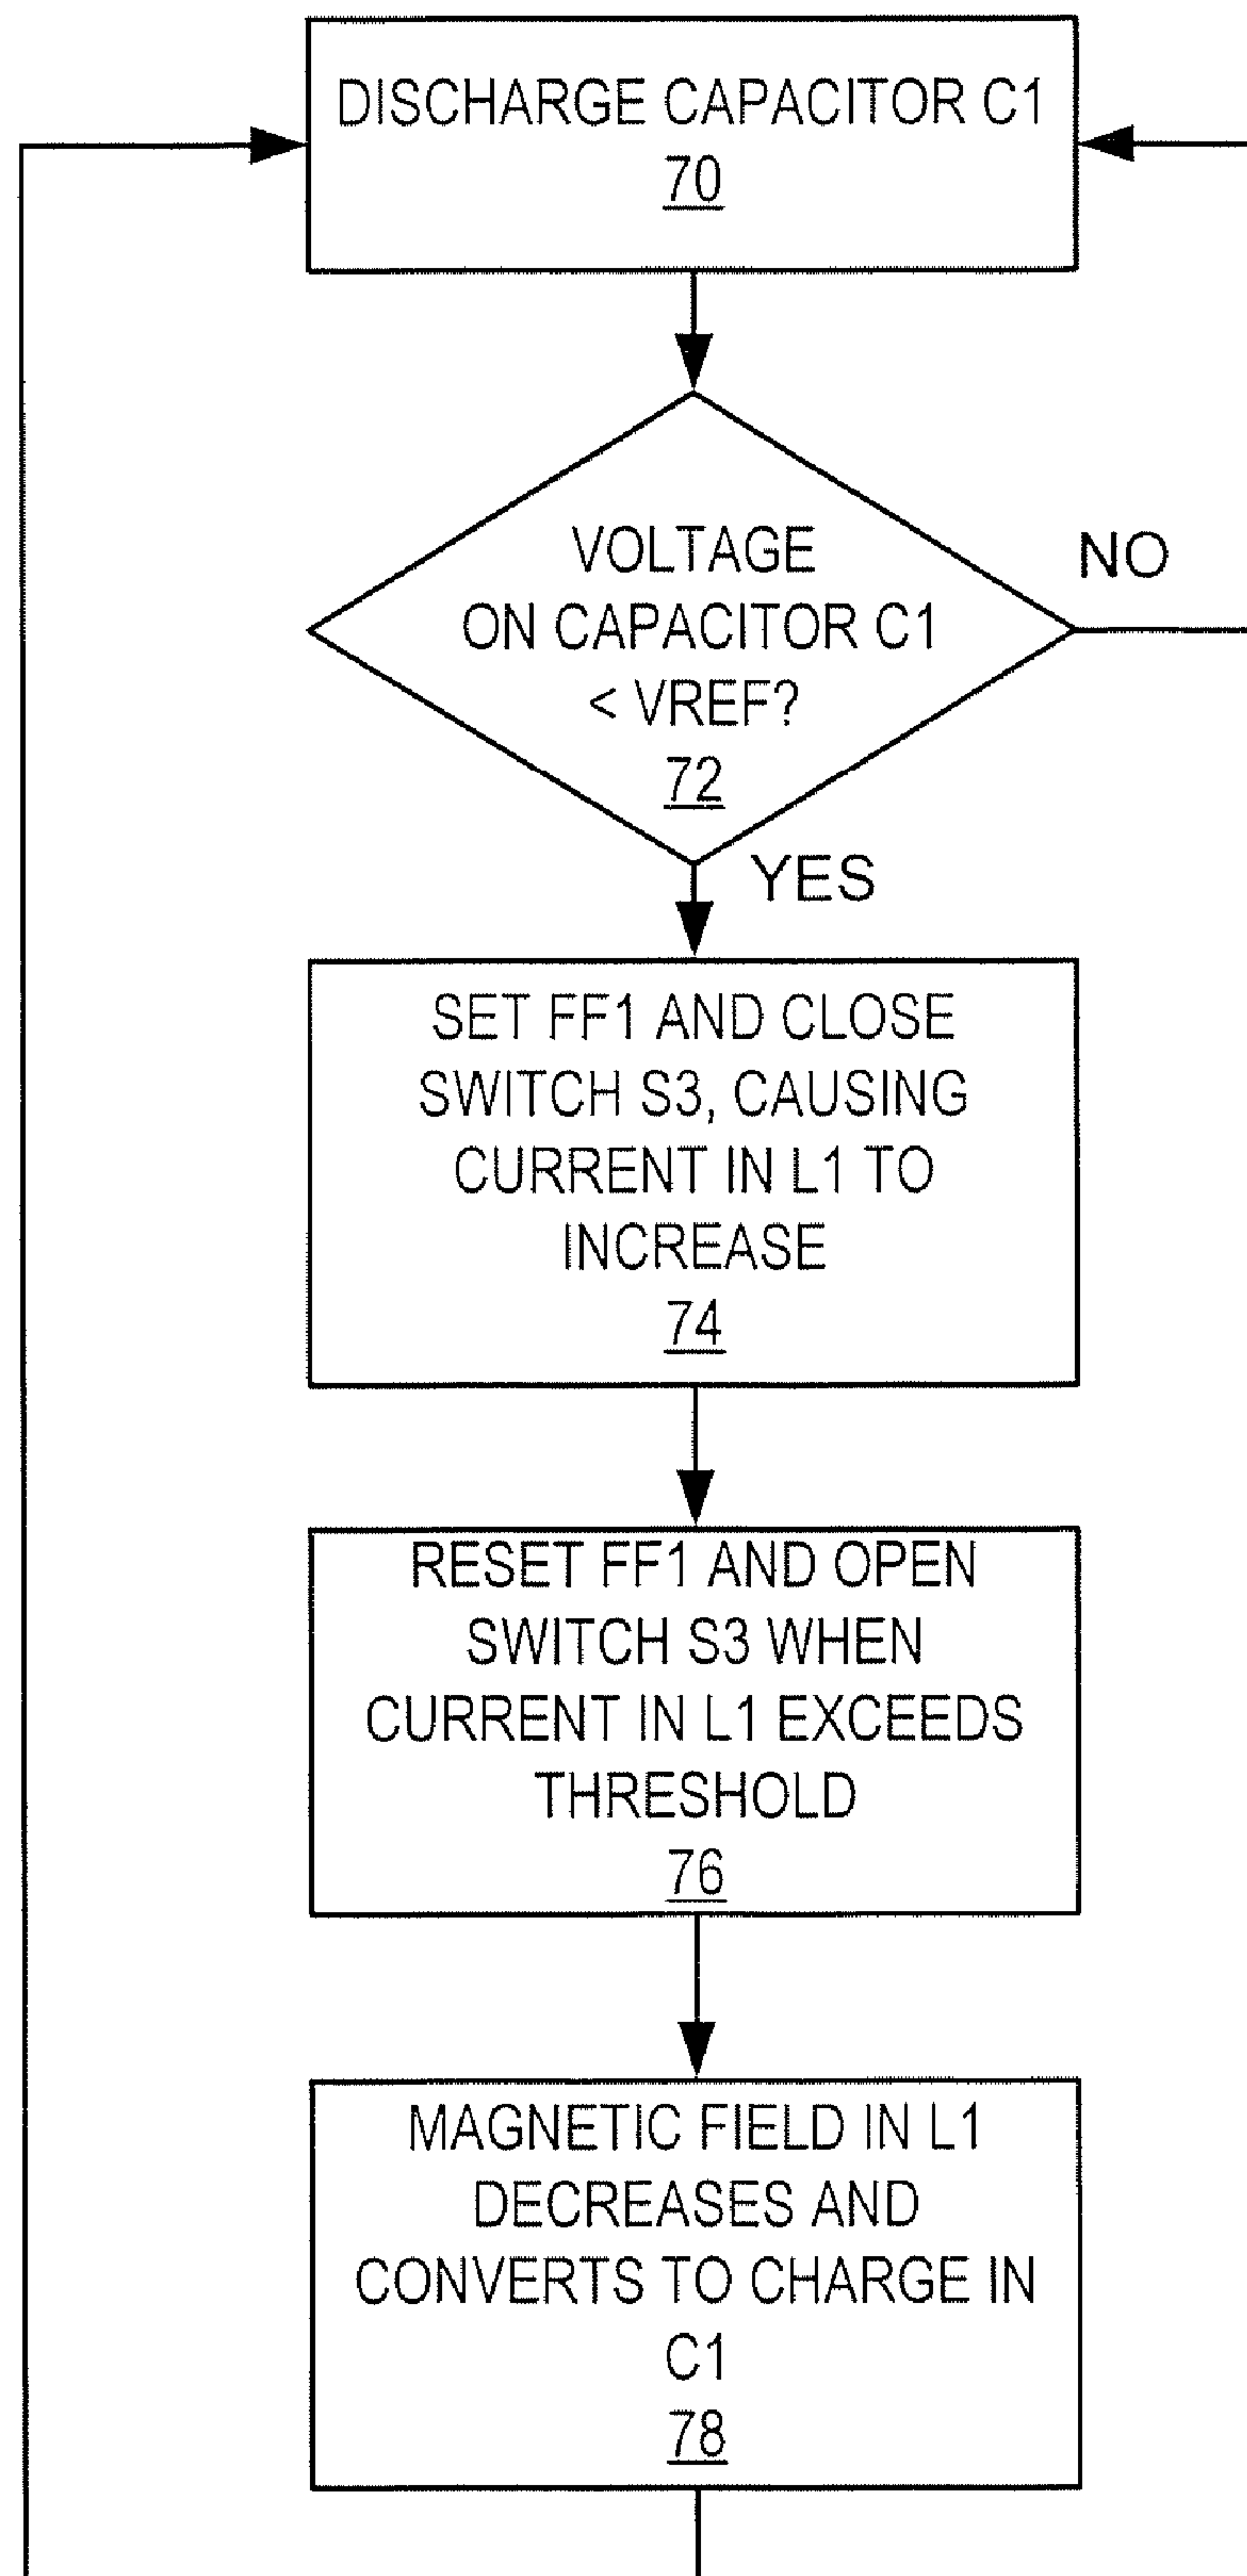 DISCHARGE CAPACITOR C1
70
VOLTAGE
ON CAPACITOR C1
< VREF?
72
NO
YES
SET FF1 AND CLOSE
SWITCH S3, CAUSING
CURRENT IN L1 TO
INCREASE
74
RESET FF1 AND OPEN
SWITCH S3 WHEN
CURRENT IN L1 EXCEEDS
THRESHOLD
76
MAGNETIC FIELD IN L1
DECREASES AND
CONVERTS TO CHARGE IN
C1
78